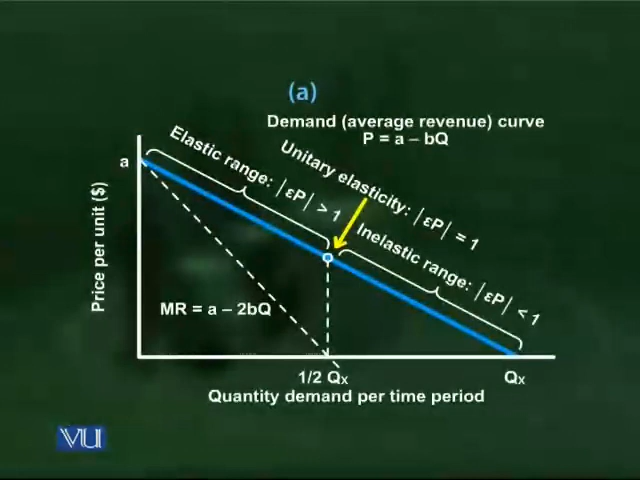 (a)
Demand (average revenue) curve
P = a – bQ
Elastic range: |εP| > 1
Unitary elasticity: |εP| = 1
Inelastic range: |εP| < 1
a
Price per unit ($)
MR = a – 2bQ
1/2 Qx
Qx
Quantity demand per time period
VU